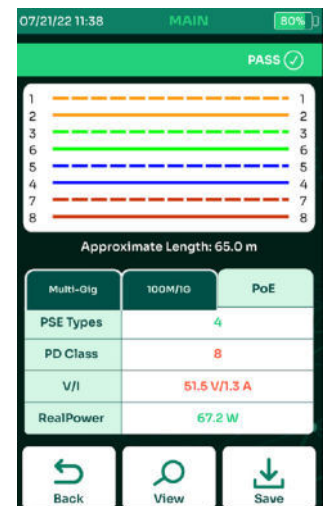 07/21/22 11:38 MAIN 80%
PASS
1 1
2 2
3 3
6 6
5 5
4 4
7 7
8 8
Approximate Length: 65.0 m
Multi-Gig 100M/1G PoE
PSE Types 4
PD Class 8
V/I 51.5 V/1.3 A
RealPower 67.2 W
Back View Save